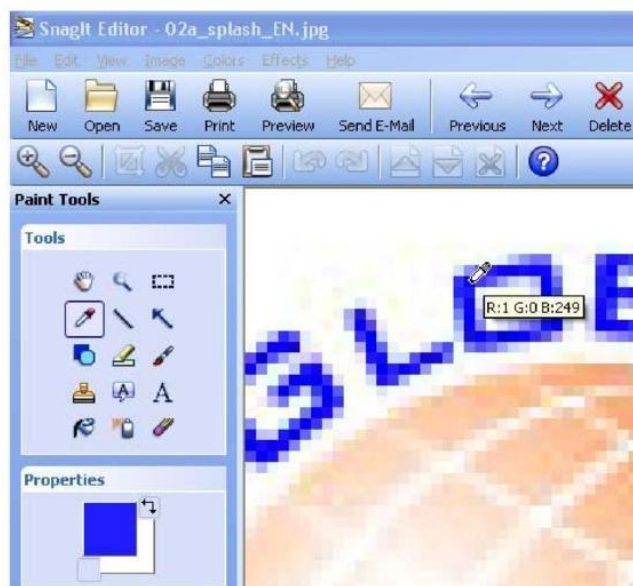 SnagIt Editor - 02a_splash_EN.jpg
File Edit View Image Colors Effects Help
New Open Save Print Preview Send E-Mail Previous Next Delete
Paint Tools
Tools
GLOB
R:1 G:0 B:249
A A
Properties